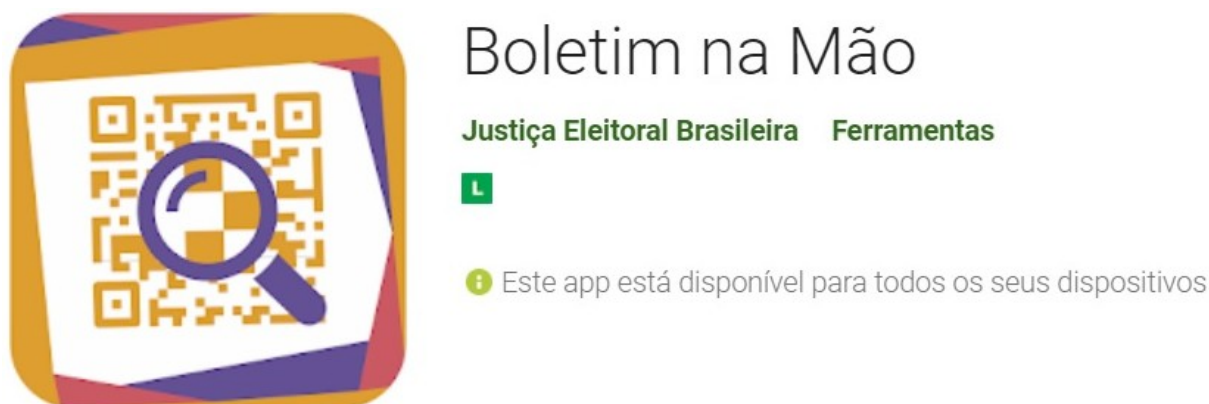 Boletim na Mão
Justiça Eleitoral Brasileira Ferramentas
L
Este app está disponível para todos os seus dispositivos